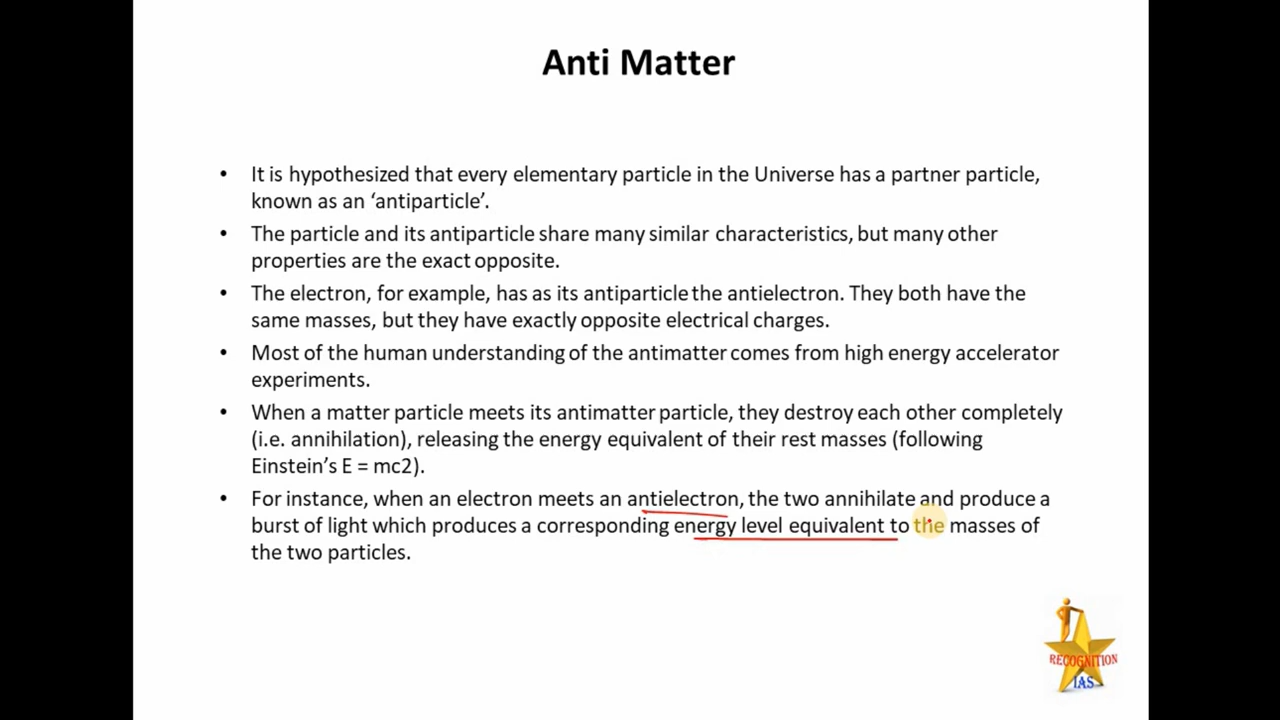 Anti Matter
• It is hypothesized that every elementary particle in the Universe has a partner particle,
known as an ‘antiparticle’.
• The particle and its antiparticle share many similar characteristics, but many other
properties are the exact opposite.
• The electron, for example, has as its antiparticle the antielectron. They both have the
same masses, but they have exactly opposite electrical charges.
• Most of the human understanding of the antimatter comes from high energy accelerator
experiments.
• When a matter particle meets its antimatter particle, they destroy each other completely
(i.e. annihilation), releasing the energy equivalent of their rest masses (following
Einstein’s E = mc2).
• For instance, when an electron meets an antielectron, the two annihilate and produce a
burst of light which produces a corresponding energy level equivalent to the masses of
the two particles.
RECOGNITION
IAS